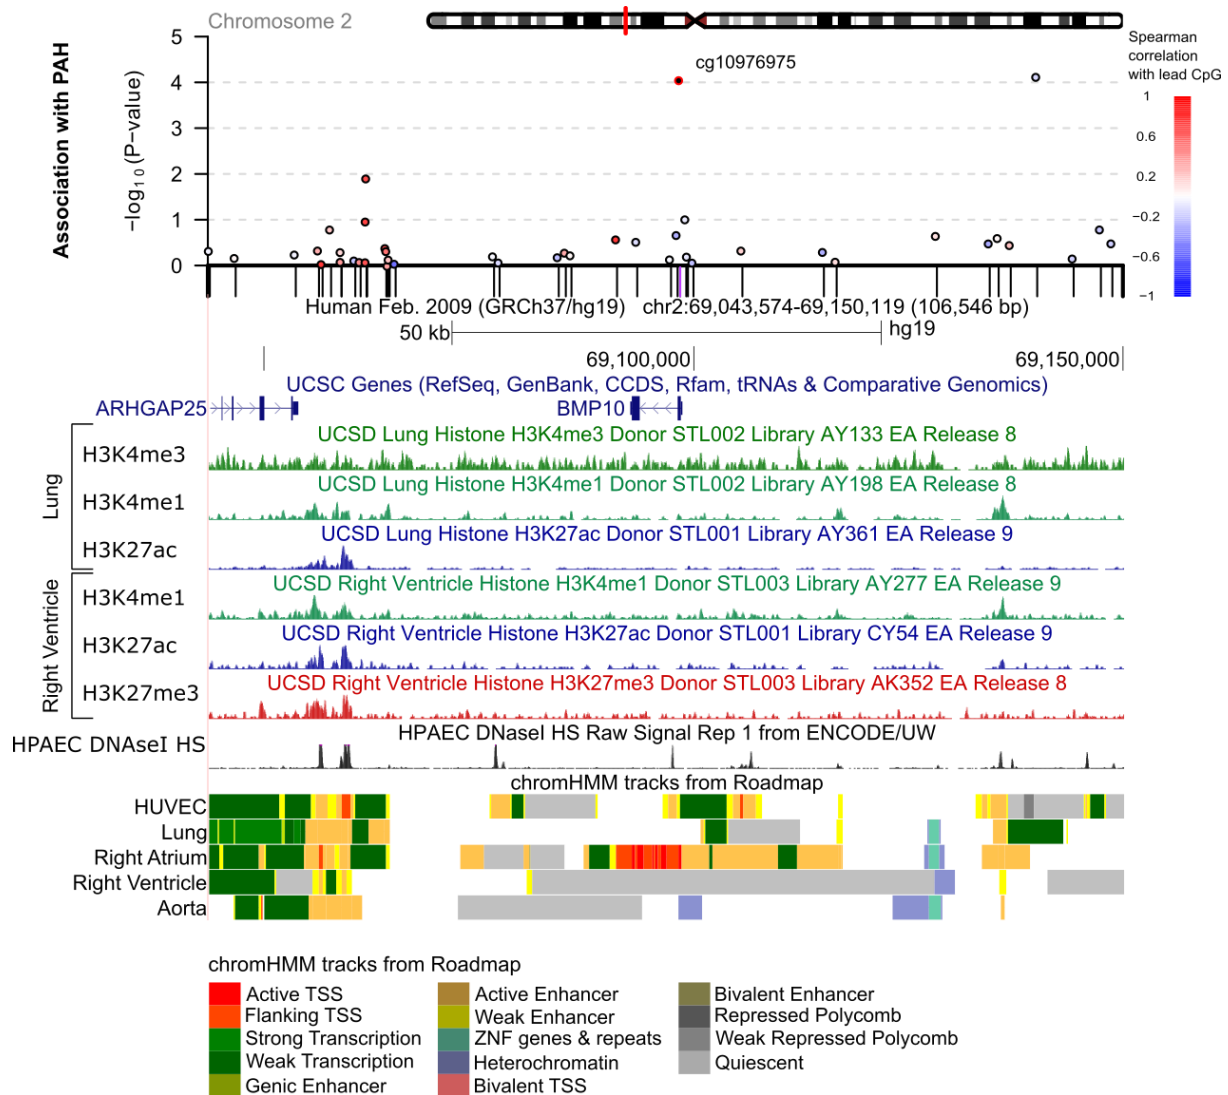 Chromosome 2
Association with PAH
−log10(P−value)
5
4
3
2
1
0
cg10976975
Spearman
correlation
with lead CpG
1
0.6
0.2
−0.2
−0.6
−1
Human Feb. 2009 (GRCh37/hg19) chr2:69,043,574-69,150,119 (106,546 bp)
50 kb hg19
69,100,000 69,150,000
UCSC Genes (RefSeq, GenBank, CCDS, Rfam, tRNAs & Comparative Genomics)
ARHGAP25 BMP10
Lung
UCSD Lung Histone H3K4me3 Donor STL002 Library AY133 EA Release 8
H3K4me3
UCSD Lung Histone H3K4me1 Donor STL002 Library AY198 EA Release 8
H3K4me1
UCSD Lung Histone H3K27ac Donor STL001 Library AY361 EA Release 9
H3K27ac
Right Ventricle
UCSD Right Ventricle Histone H3K4me1 Donor STL003 Library AY277 EA Release 9
H3K4me1
UCSD Right Ventricle Histone H3K27ac Donor STL001 Library CY54 EA Release 9
H3K27ac
UCSD Right Ventricle Histone H3K27me3 Donor STL003 Library AK352 EA Release 8
H3K27me3
HPAEC DNaseI HS Raw Signal Rep 1 from ENCODE/UW
HPAEC DNAseI HS
chromHMM tracks from Roadmap
HUVEC
Lung
Right Atrium
Right Ventricle
Aorta
chromHMM tracks from Roadmap
Active TSS
Flanking TSS
Strong Transcription
Weak Transcription
Genic Enhancer
Active Enhancer
Weak Enhancer
ZNF genes & repeats
Heterochromatin
Bivalent TSS
Bivalent Enhancer
Repressed Polycomb
Weak Repressed Polycomb
Quiescent